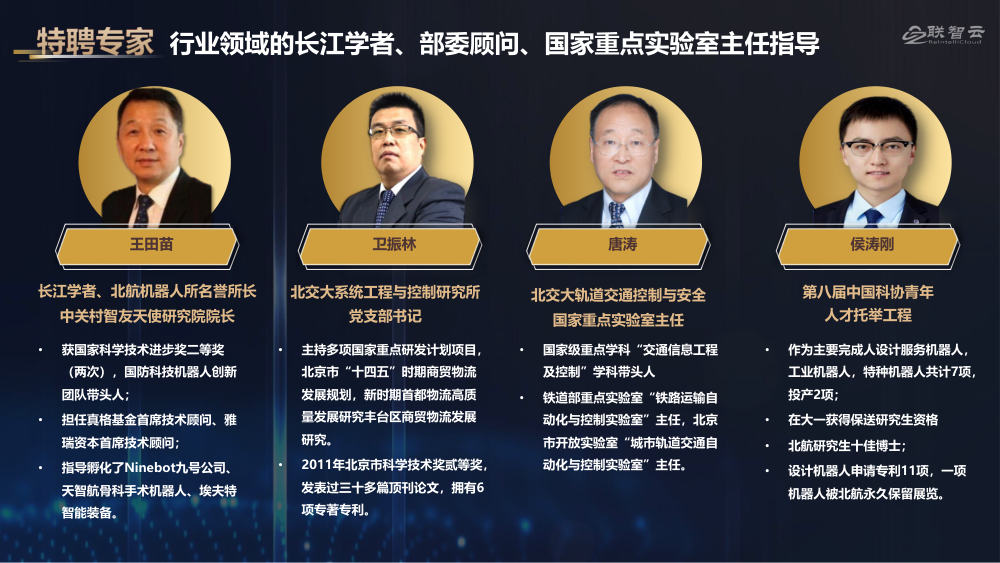 特聘专家 行业领域的长江学者、部委顾问、国家重点实验室主任指导
联智云
ReIntelliCloud
王田苗
长江学者、北航机器人所名誉所长
中关村智友天使研究院院长
• 获国家科学技术进步奖二等奖
（两次），国防科技机器人创新
团队带头人；
• 担任真格基金首席技术顾问、雅
瑞资本首席技术顾问；
• 指导孵化了Ninebot九号公司、
天智航骨科手术机器人、埃夫特
智能装备。
卫振林
北交大系统工程与控制研究所
党支部书记
• 主持多项国家重点研发计划项目，
北京市“十四五”时期商贸物流
发展规划，新时期首都物流高质
量发展研究丰台区商贸物流发展
研究。
• 2011年北京市科学技术奖贰等奖，
发表过三十多篇顶刊论文，拥有6
项专著专利。
唐涛
北交大轨道交通控制与安全
国家重点实验室主任
• 国家级重点学科“交通信息工程
及控制”学科带头人
• 铁道部重点实验室“铁路运输自
动化与控制实验室”主任，北京
市开放实验室“城市轨道交通自
动化与控制实验室”主任。
侯涛刚
第八届中国科协青年
人才托举工程
• 作为主要完成人设计服务机器人，
工业机器人，特种机器人共计7项，
投产2项；
• 在大一获得保送研究生资格
• 北航研究生十佳博士；
• 设计机器人申请专利11项，一项
机器人被北航永久保留展览。